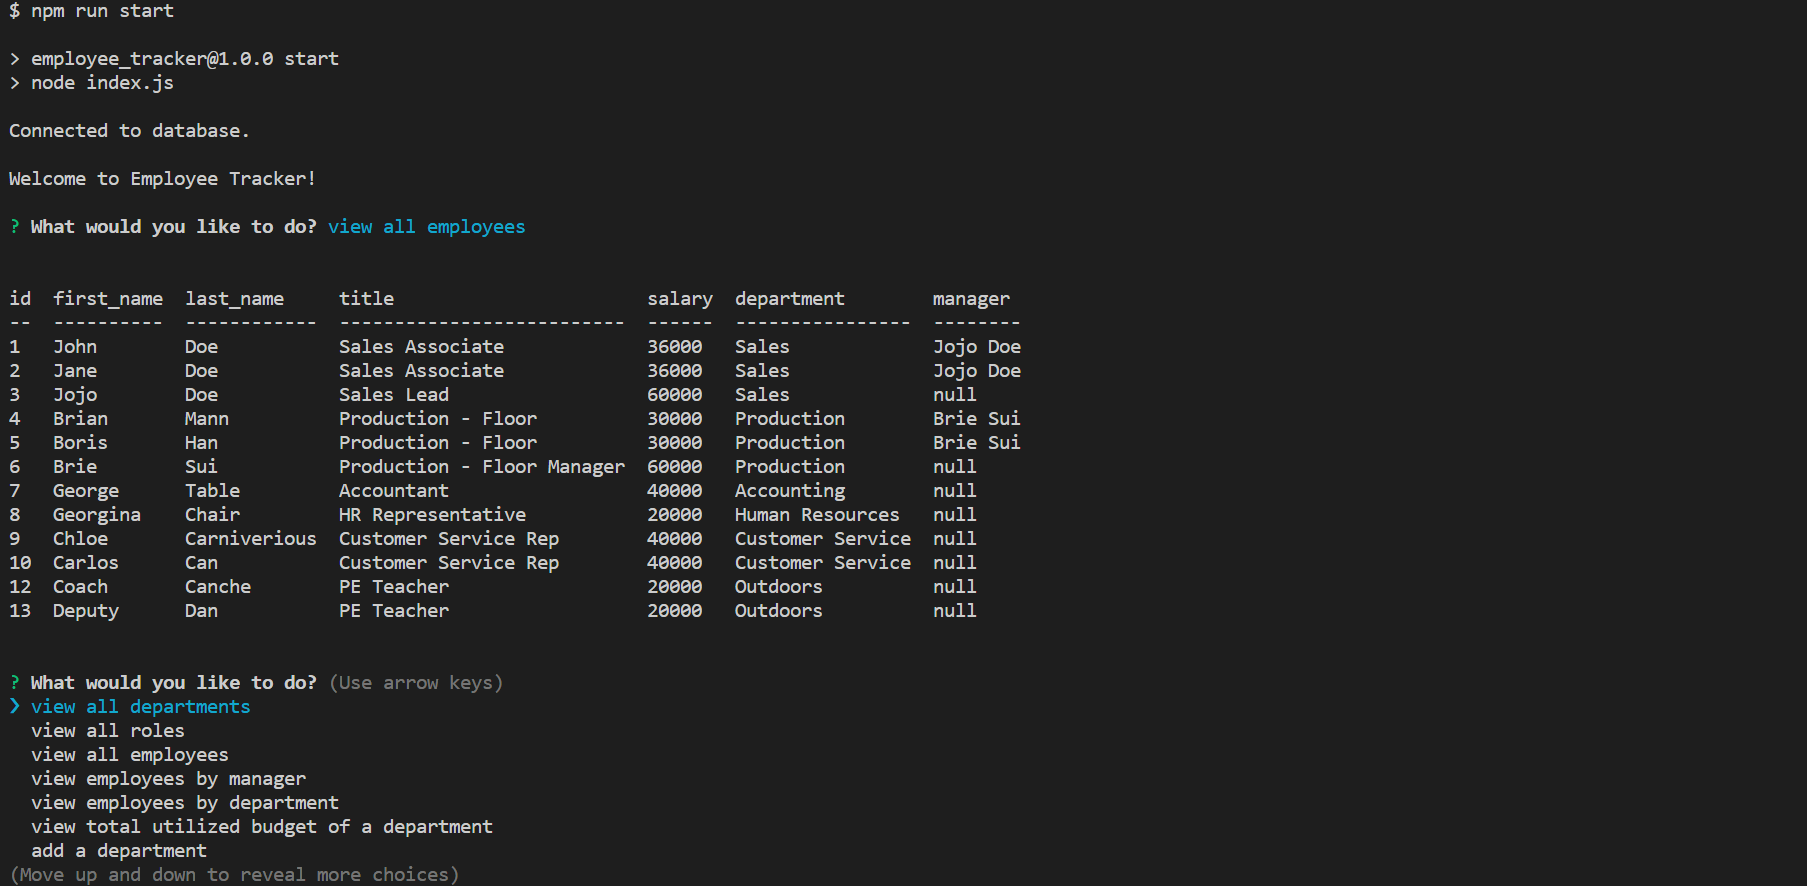 $ npm run start
> employee_tracker@1.0.0 start
> node index.js
Connected to database.
Welcome to Employee Tracker!
? What would you like to do? view all employees
id  first_name  last_name     title                       salary  department        manager
--  ----------  ------------  --------------------------  ------  ----------------  --------
1   John        Doe           Sales Associate             36000   Sales             Jojo Doe
2   Jane        Doe           Sales Associate             36000   Sales             Jojo Doe
3   Jojo        Doe           Sales Lead                  60000   Sales             null
4   Brian       Mann          Production - Floor          30000   Production        Brie Sui
5   Boris       Han           Production - Floor          30000   Production        Brie Sui
6   Brie        Sui           Production - Floor Manager  60000   Production        null
7   George      Table         Accountant                  40000   Accounting        null
8   Georgina    Chair         HR Representative           20000   Human Resources   null
9   Chloe       Carniverious  Customer Service Rep        40000   Customer Service  null
10  Carlos      Can           Customer Service Rep        40000   Customer Service  null
12  Coach       Canche        PE Teacher                  20000   Outdoors          null
13  Deputy      Dan           PE Teacher                  20000   Outdoors          null
? What would you like to do? (Use arrow keys)
❯ view all departments
  view all roles
  view all employees
  view employees by manager
  view employees by department
  view total utilized budget of a department
  add a department
(Move up and down to reveal more choices)